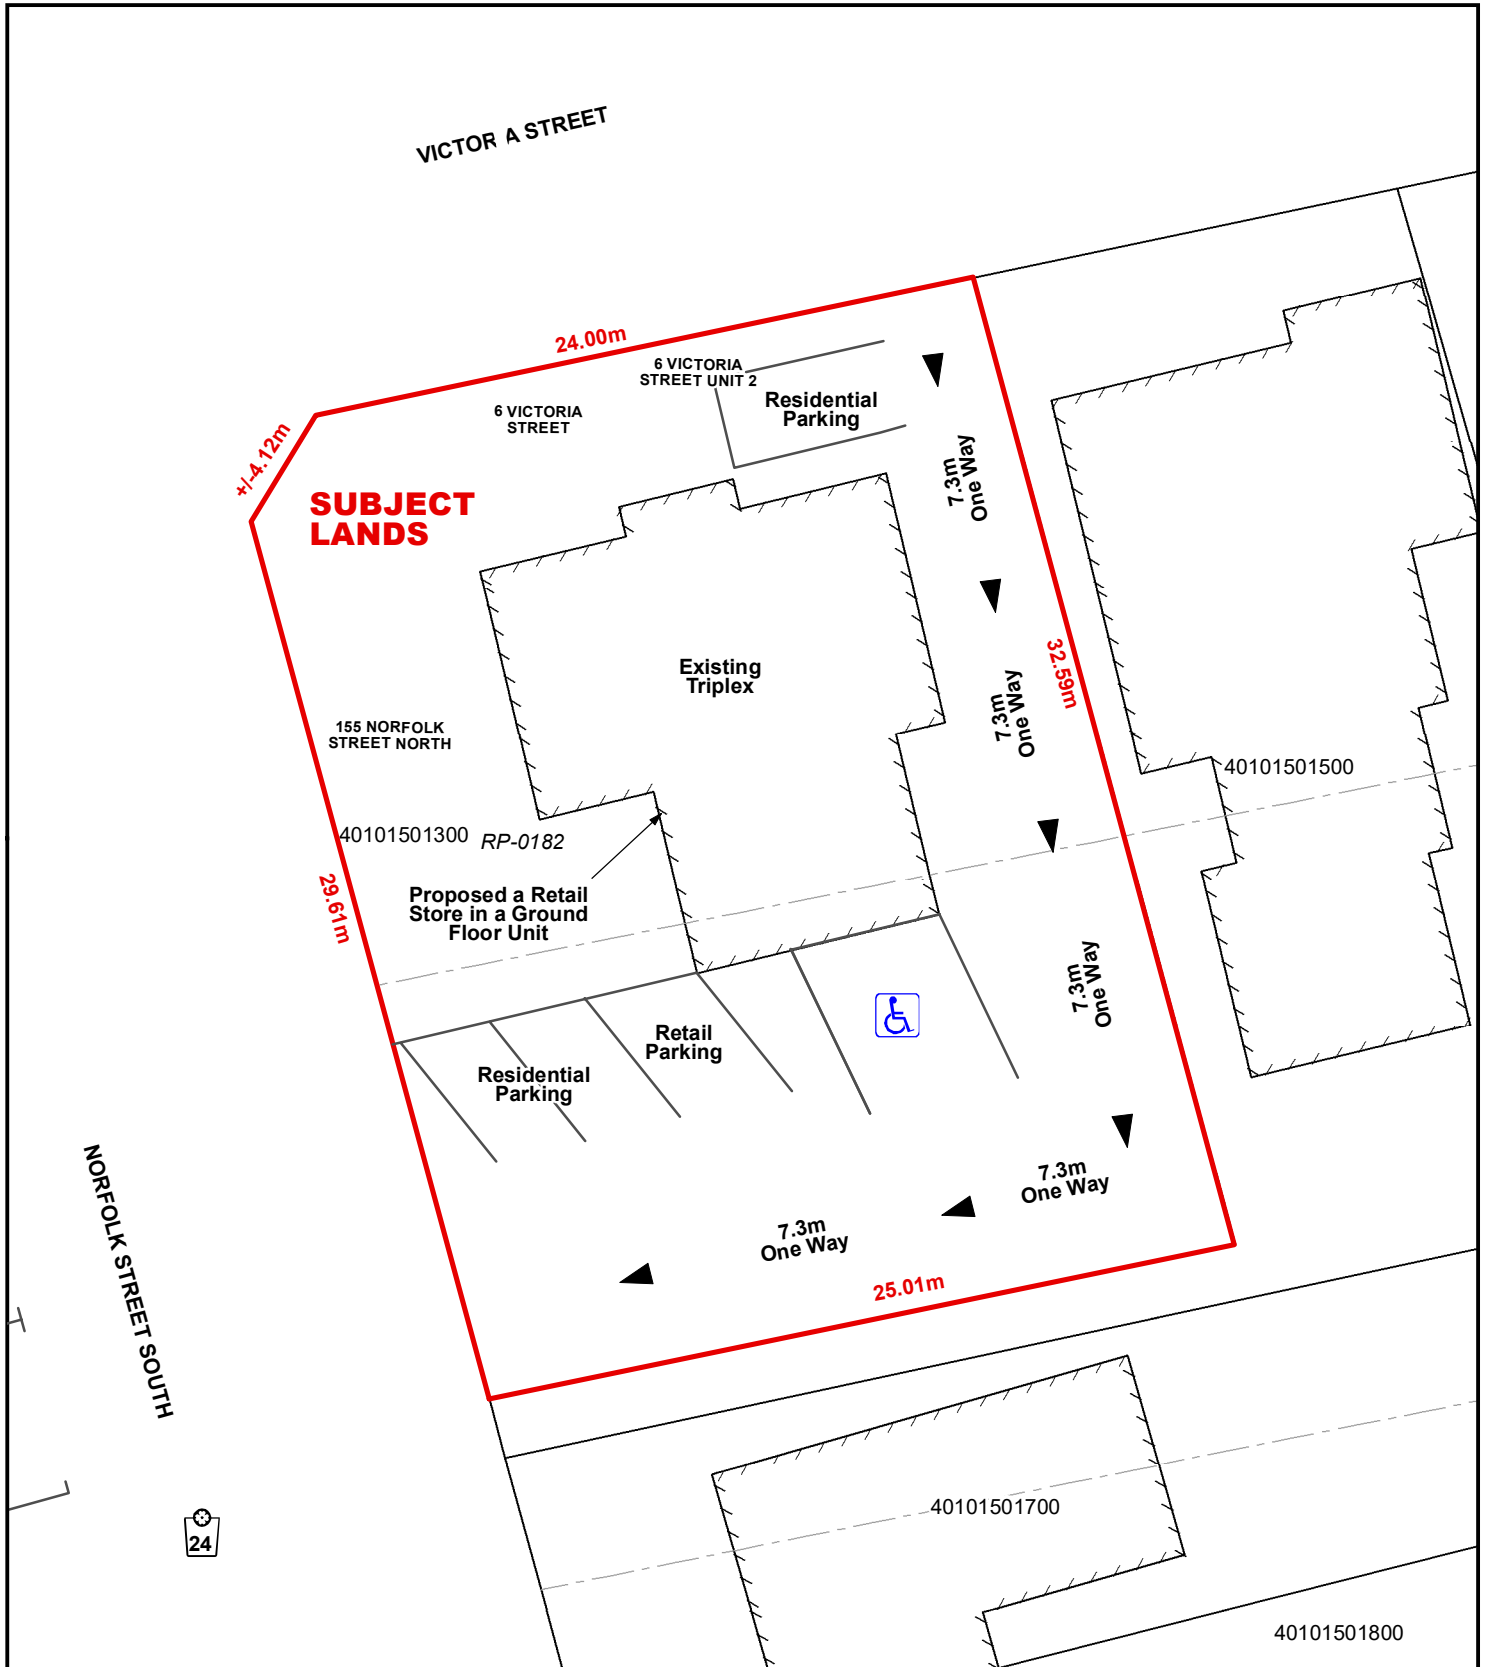 VICTOR A STREET
24.00m
6 VICTORIA
STREET UNIT 2
Residential
Parking
6 VICTORIA
STREET
+/-4.12m
SUBJECT
LANDS
7.3m
One Way
Existing
Triplex
32.59m
7.3m
One Way
155 NORFOLK
STREET NORTH
40101501500
40101501300
RP-0182
29.61m
Proposed a Retail
Store in a Ground
Floor Unit
7.3m
One Way
Retail
Parking
Residential
Parking
7.3m
One Way
7.3m
One Way
25.01m
NORFOLK STREET SOUTH
24
40101501700
40101501800